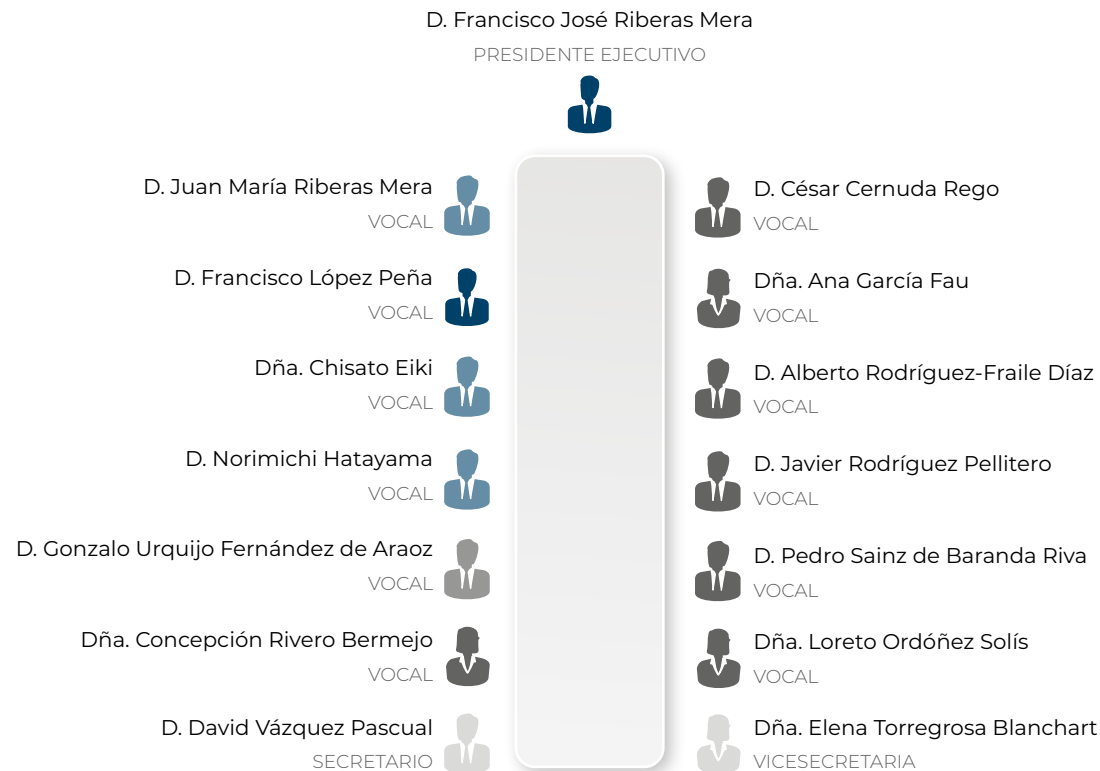 D. Francisco José Riberas Mera
PRESIDENTE EJECUTIVO
D. Juan María Riberas Mera
VOCAL
D. Francisco López Peña
VOCAL
Dña. Chisato Eiki
VOCAL
D. Norimichi Hatayama
VOCAL
D. Gonzalo Urquijo Fernández de Araoz
VOCAL
Dña. Concepción Rivero Bermejo
VOCAL
D. David Vázquez Pascual
SECRETARIO
D. César Cernuda Rego
VOCAL
Dña. Ana García Fau
VOCAL
D. Alberto Rodríguez-Fraile Díaz
VOCAL
D. Javier Rodríguez Pellitero
VOCAL
D. Pedro Sainz de Baranda Riva
VOCAL
Dña. Loreto Ordóñez Solís
VOCAL
Dña. Elena Torregrosa Blanchart
VICESECRETARIA